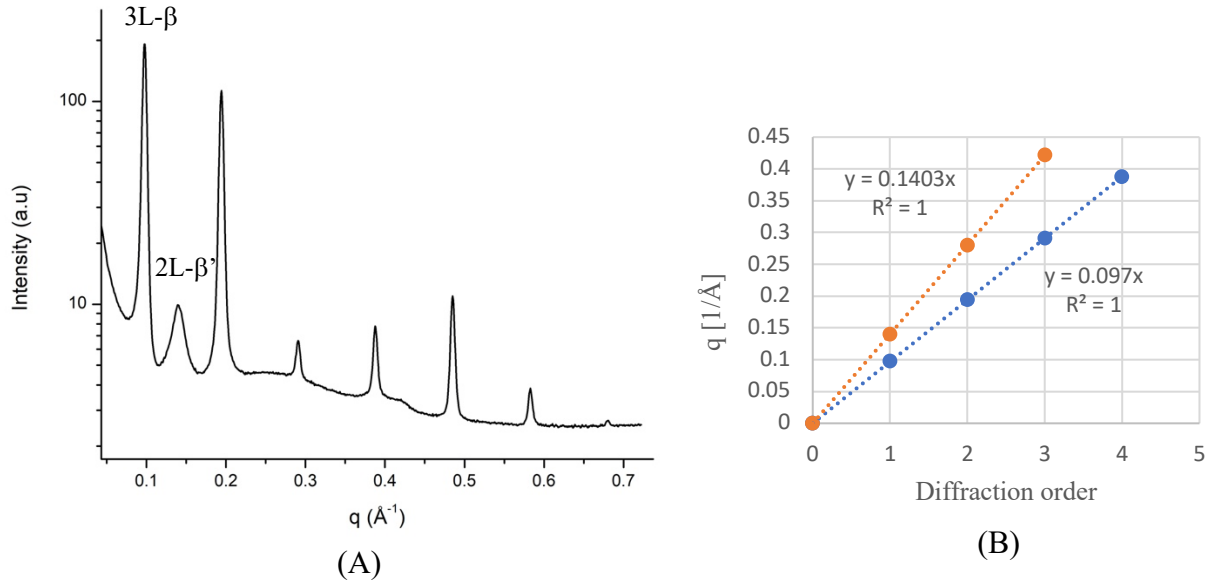 3L-β
2L-β’
100
10
Intensity (a.u)
0.1 0.2 0.3 0.4 0.5 0.6 0.7
q (Å⁻¹)
(A)
0.45
0.4
0.35
0.3
0.25
0.2
0.15
0.1
0.05
0
q [1/Å]
y = 0.1403x
R² = 1
y = 0.097x
R² = 1
0 1 2 3 4 5
Diffraction order
(B)